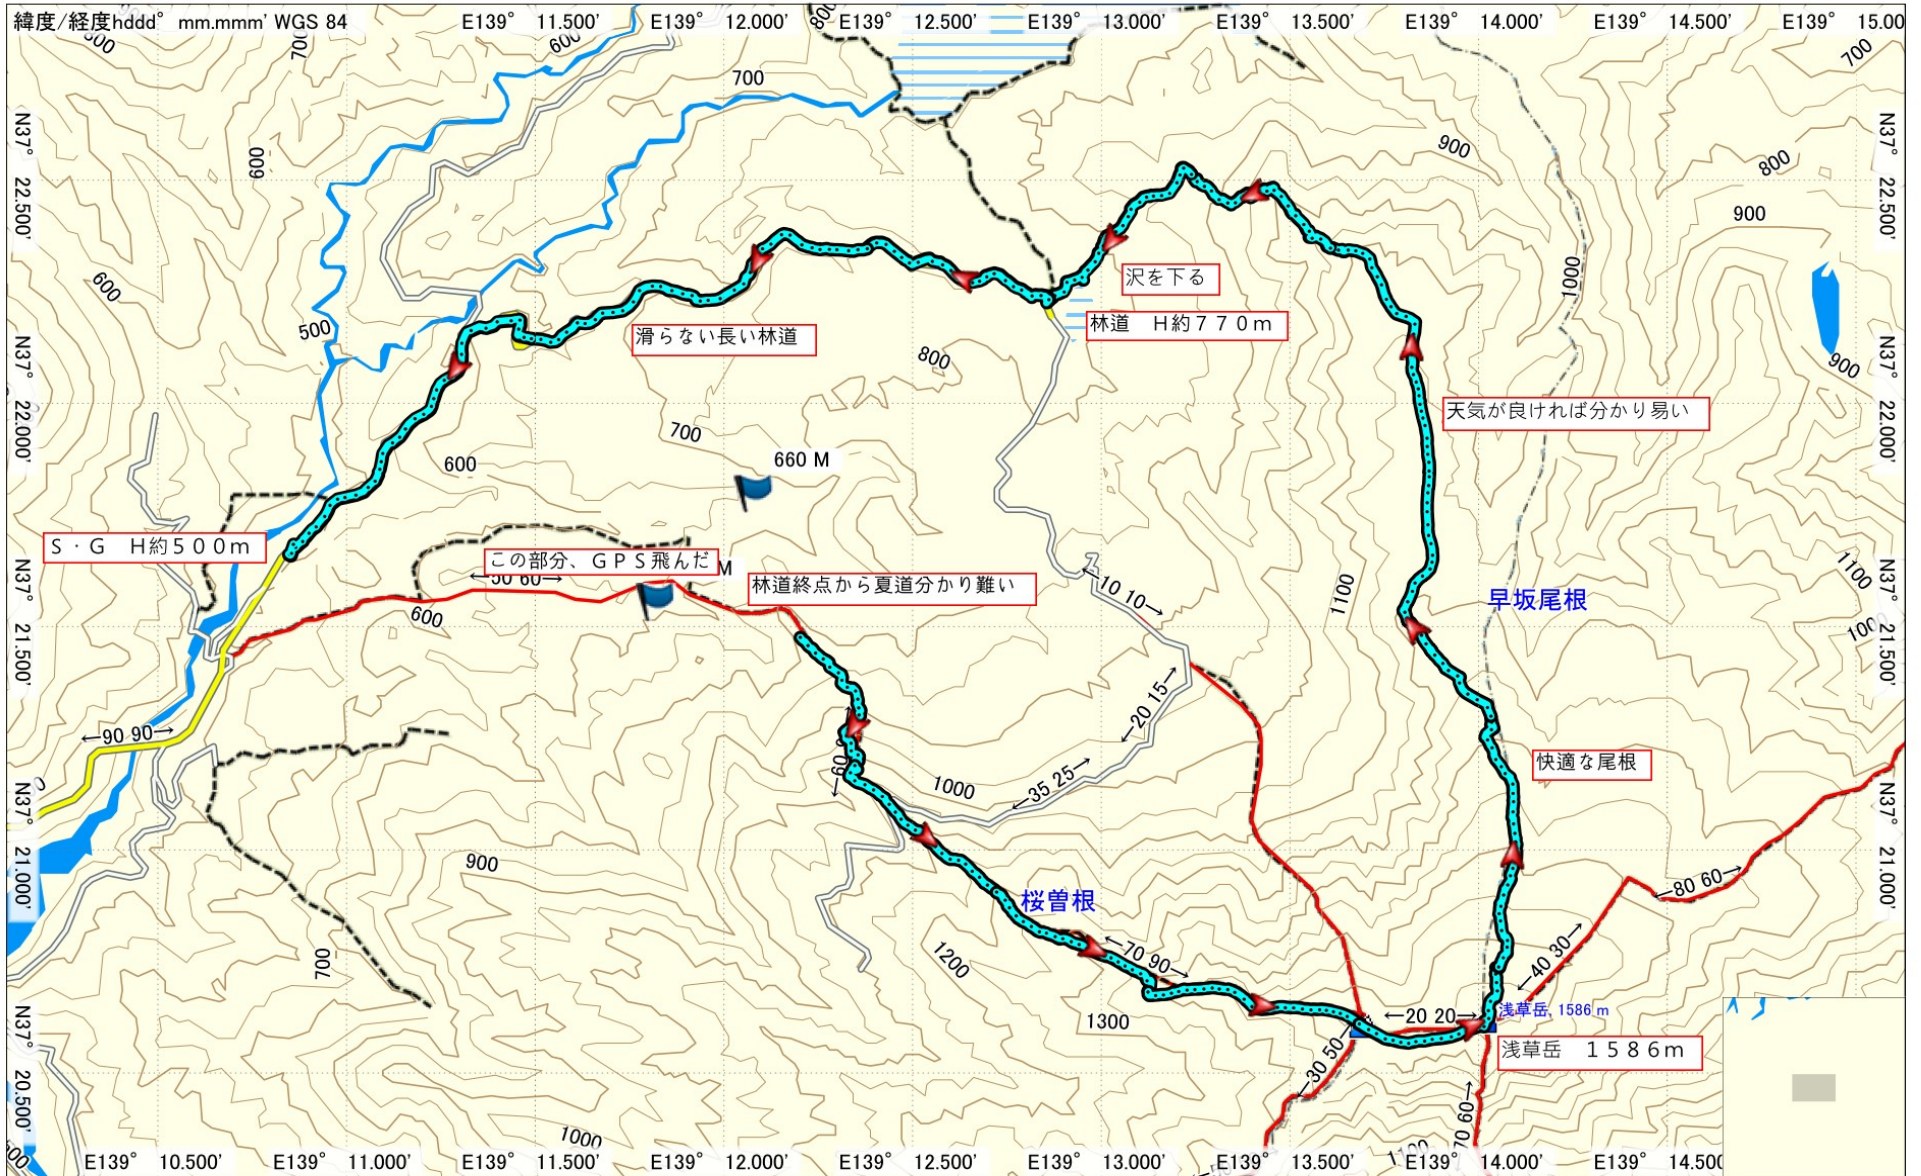 緯度/経度hddd° mm.mmm' WGS 84
E139° 11.500' E139° 12.000' E139° 12.500' E139° 13.000' E139° 13.500' E139° 14.000' E139° 14.500' E139° 15.00
800
600
700
700
700
900
800
600
900
N37° 22.500'
N37° 22.500'
1001
600
沢を下る
林道 H約770m
500
滑らない長い林道
800
900
N37° 22.000'
N37° 22.000'
天気が良ければ分かり易い
700
600
660 M
S・G H約500m
この部分、GPS飛んだ
M
←50 60→
林道終点から夏道分かり難い
←10 10→
1100
1100
早坂尾根
600
N37° 21.500'
N37° 21.500'
←20 15→
←90 90→
快適な尾根
1000
←35 25→
900
N37° 21.000'
N37° 21.000'
←80 60→
桜曽根
←40 30→
700
1200
←70 90→
浅草岳, 1586 m
1300
←20 20→
浅草岳 1586m
←30 50
N37° 20.500'
70 60→
1000
1100
E139° 10.500' E139° 11.000' E139° 11.500' E139° 12.000' E139° 12.500' E139° 13.000' E139° 13.500' E139° 14.000' E139° 14.500